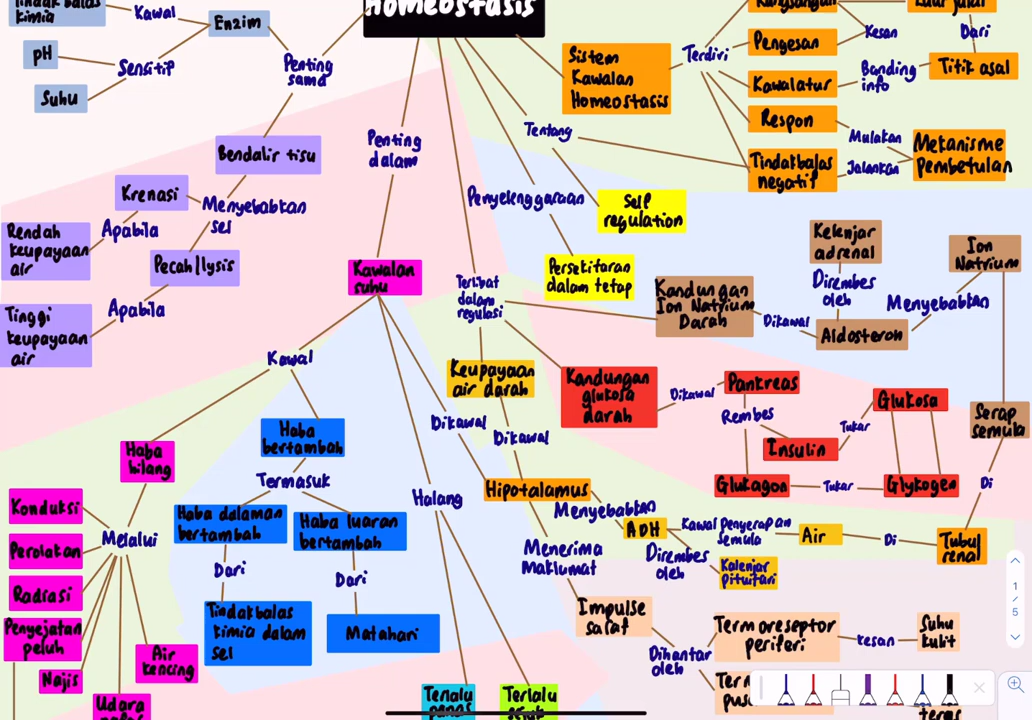 Homeostasis
Tindakbalas
kimia
Kawal
Enzim
pH
Sensitif
Suhu
Penting
sama
Bendalir tisu
Menyebabkan
sel
Krenasi
Apabila
Rendah
keupayaan
air
Pecah/lysis
Apabila
Tinggi
keupayaan
air
Penting
dalam
Kawalan
suhu
Kawal
Haba
hilang
Melalui
Konduksi
Perolakan
Radiasi
Penyejatan
peluh
Najis
Udara
Air
kencing
Haba
bertambah
Termasuk
Haba dalaman
bertambah
Dari
Tindakbalas
kimia dalam
sel
Haba luaran
bertambah
Dari
Matahari
Halang
Terlalu
panas
Terlalu
sejuk
Dikawal
Terlibat
dalam
regulasi
Keupayaan
air darah
Dikawal
Hipotalamus
Menyebabkan
ADH
Kawal penyerapan
semula
Air
Di
Tubul
renal
Dirembes
oleh
Kalenjar
pituitari
Menerima
maklumat
Impulse
saraf
Dihantar
oleh
Termoreseptor
periferi
kesan
Suhu
kulit
Kandungan
glukosa
darah
Dikawal
Pankreas
Rembes
Insulin
Tukar
Glukosa
Glukagon
Tukar
Glykogen
Kandungan
Ion Natrium
Darah
Dikawal
Aldosteron
Dirembes
oleh
Kelenjar
adrenal
Menyebabkan
Ion
Natrium
Serap
semula
Di
Penyelenggaraan
Persekitaran
dalam tetap
Tentang
Self
regulation
Sistem
Kawalan
Homeostasis
Terdiri
Rangsangan
Pengesan
Kesan
Dari
Titik asal
Kawalatur
Banding
info
Respon
Mulakan
Mekanisme
Pembetulan
Tindakbalas
negatif
Jalankan
1
/
5